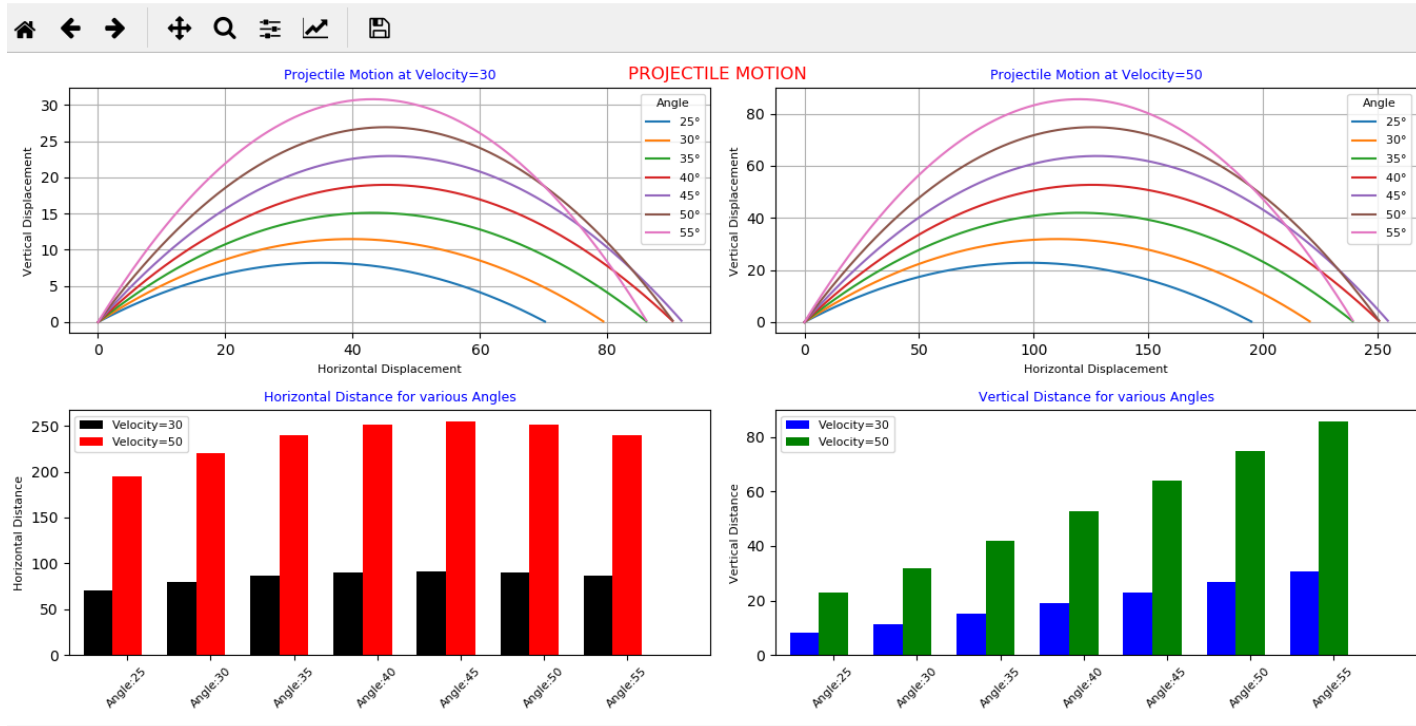 PROJECTILE MOTION
Projectile Motion at Velocity=30
Vertical Displacement
30
25
20
15
10
5
0
Angle
25°
30°
35°
40°
45°
50°
55°
0 20 40 60 80
Horizontal Displacement
Projectile Motion at Velocity=50
Vertical Displacement
80
60
40
20
0
Angle
25°
30°
35°
40°
45°
50°
55°
0 50 100 150 200 250
Horizontal Displacement
Horizontal Distance for various Angles
Horizontal Distance
250
200
150
100
50
0
Velocity=30
Velocity=50
Angle:25 Angle:30 Angle:35 Angle:40 Angle:45 Angle:50 Angle:55
Vertical Distance for various Angles
Vertical Distance
80
60
40
20
0
Velocity=30
Velocity=50
Angle:25 Angle:30 Angle:35 Angle:40 Angle:45 Angle:50 Angle:55